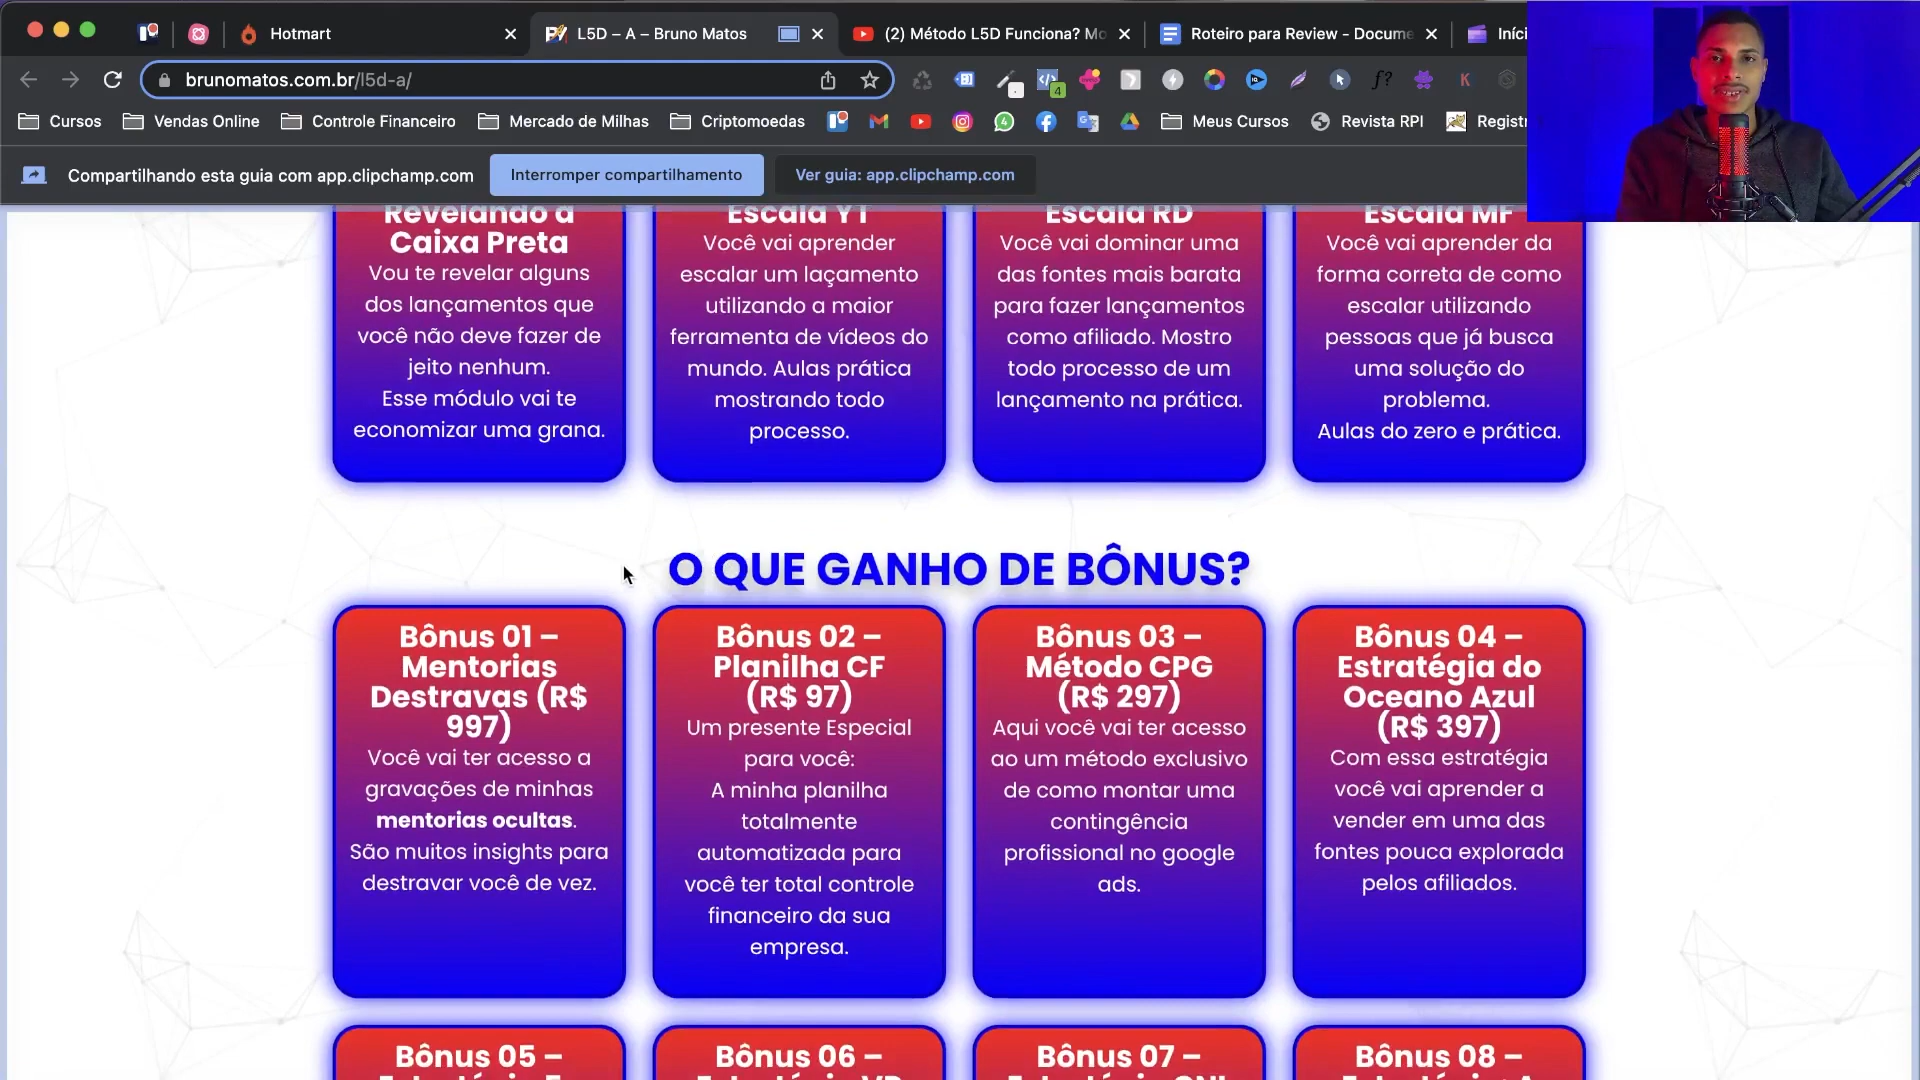 Hotmart
L5D – A – Bruno Matos
(2) Método L5D Funciona? Mo
Roteiro para Review - Docume
Iníci
brunomatos.com.br/l5d-a/
4
f?
K
Cursos
Vendas Online
Controle Financeiro
Mercado de Milhas
Criptomoedas
Meus Cursos
Revista RPI
Registr
Compartilhando esta guia com app.clipchamp.com
Interromper compartilhamento
Ver guia: app.clipchamp.com
Revelando a
Caixa Preta
Vou te revelar alguns
dos lançamentos que
você não deve fazer de
jeito nenhum.
Esse módulo vai te
economizar uma grana.
Escala YT
Você vai aprender
escalar um laçamento
utilizando a maior
ferramenta de vídeos do
mundo. Aulas prática
mostrando todo
processo.
Escala RD
Você vai dominar uma
das fontes mais barata
para fazer lançamentos
como afiliado. Mostro
todo processo de um
lançamento na prática.
Escala MF
Você vai aprender da
forma correta de como
escalar utilizando
pessoas que já busca
uma solução do
problema.
Aulas do zero e prática.
O QUE GANHO DE BÔNUS?
Bônus 01 –
Mentorias
Destravas (R$
997)
Você vai ter acesso a
gravações de minhas
mentorias ocultas.
São muitos insights para
destravar você de vez.
Bônus 02 –
Planilha CF
(R$ 97)
Um presente Especial
para você:
A minha planilha
totalmente
automatizada para
você ter total controle
financeiro da sua
empresa.
Bônus 03 –
Método CPG
(R$ 297)
Aqui você vai ter acesso
ao um método exclusivo
de como montar uma
contingência
profissional no google
ads.
Bônus 04 –
Estratégia do
Oceano Azul
(R$ 397)
Com essa estratégia
você vai aprender a
vender em uma das
fontes pouca explorada
pelos afiliados.
Bônus 05 –
Bônus 06 –
Bônus 07 –
Bônus 08 –